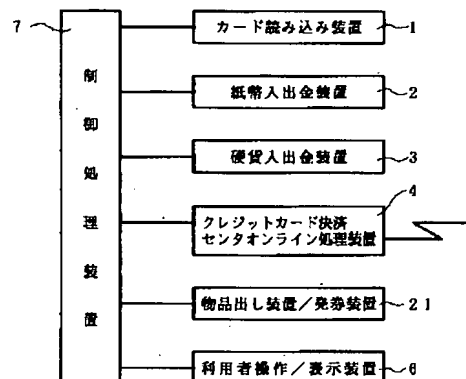 7
制御処理装置
カード読み込み装置
1
紙幣入出金装置
2
硬貨入出金装置
3
クレジットカード決済
センタオンライン処理装置
4
物品出し装置/発券装置
21
利用者操作/表示装置
6